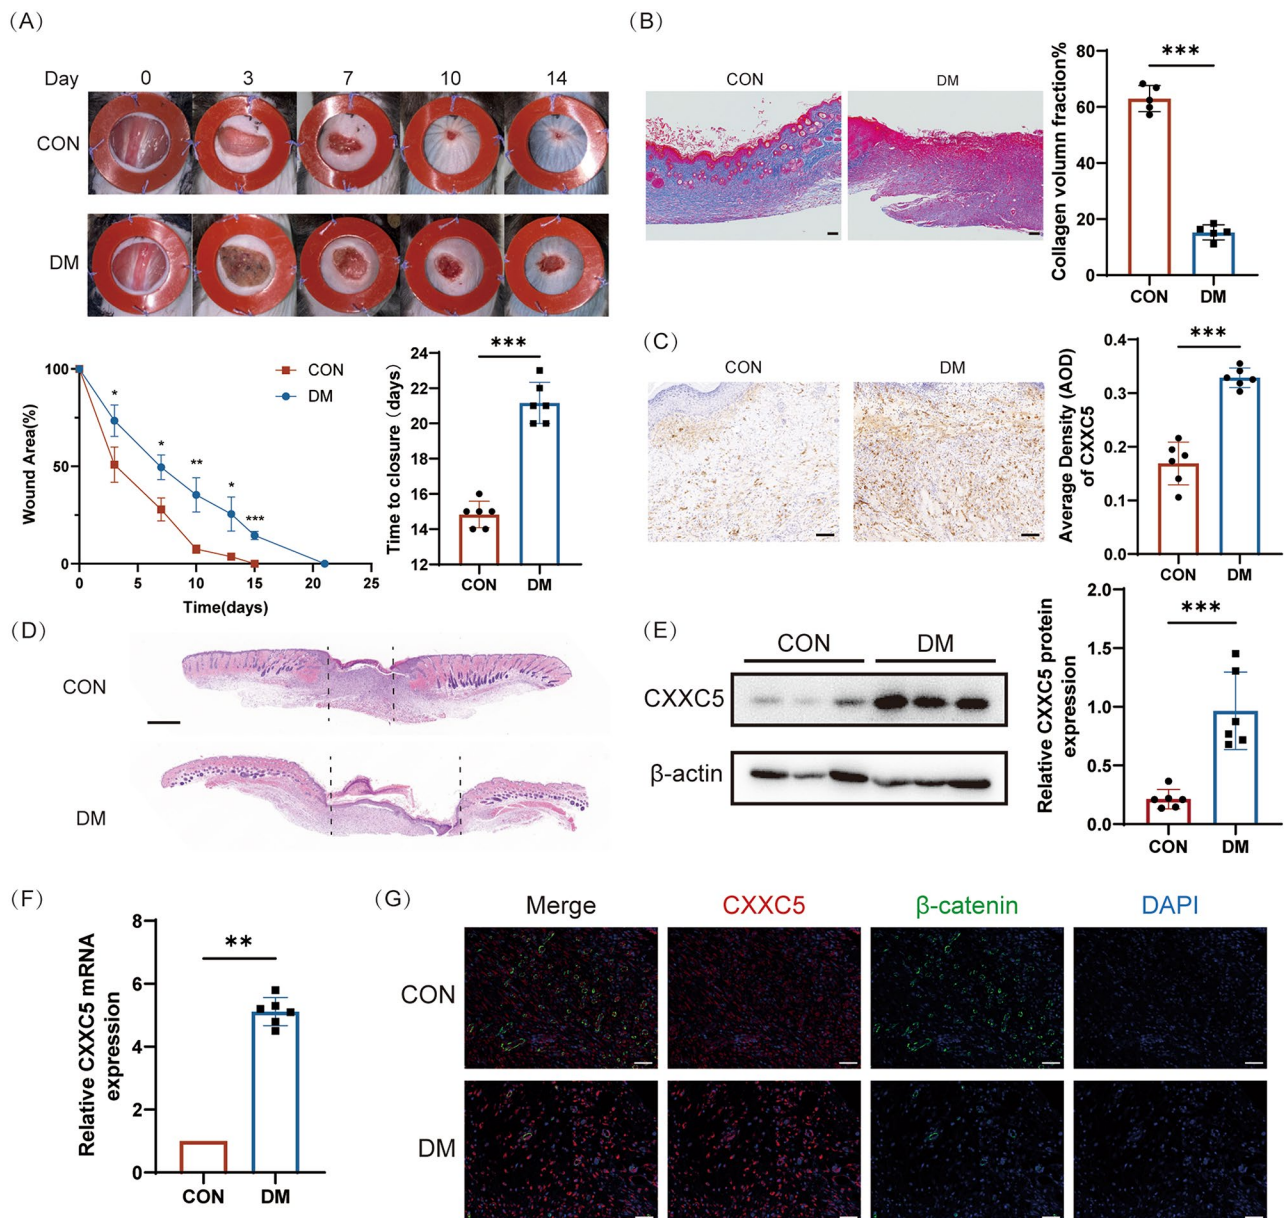 (A)
Day 0 3 7 10 14
CON
DM
100
50
0
Wound Area(%)
* * ** * ***
CON
DM
0 5 10 15 20 25
Time(days)
24
22
20
18
16
14
12
Time to closure (days)
***
CON DM
(B)
CON DM
80
60
40
20
0
Collagen volumn fraction%
***
CON DM
(C)
CON DM
0.4
0.3
0.2
0.1
0.0
Average Density (AOD)
of CXXC5
***
CON DM
(D)
CON
DM
(E)
CON DM
CXXC5
β-actin
2.0
1.5
1.0
0.5
0.0
Relative CXXC5 protein
expression
***
CON DM
(F)
8
6
4
2
0
Relative CXXC5 mRNA
expression
**
CON DM
(G)
Merge CXXC5 β-catenin DAPI
CON
DM